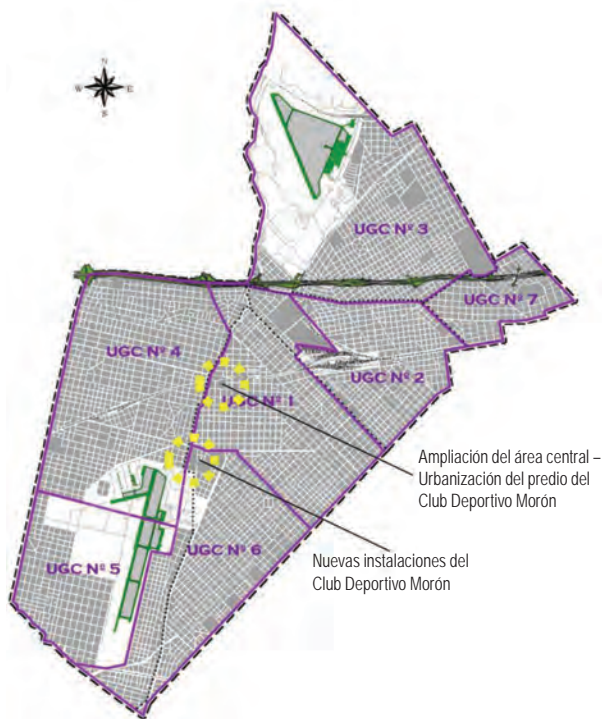 N
W E
S
UGC Nº 3
UGC Nº 7
UGC Nº 4
UGC Nº 2
UGC Nº 1
Ampliación del área central –
Urbanización del predio del
Club Deportivo Morón
UGC Nº 6
Nuevas instalaciones del
Club Deportivo Morón
UGC Nº 5